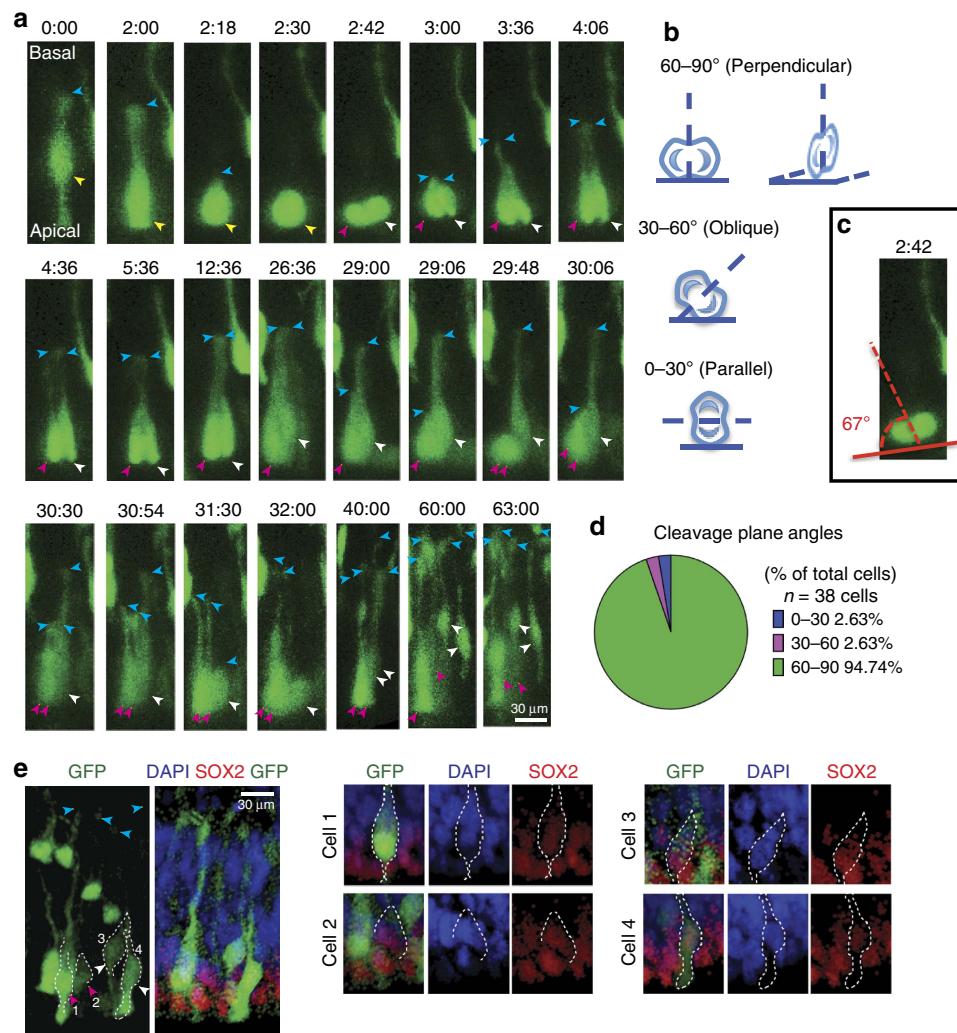 a
0:00 2:00 2:18 2:30 2:42 3:00 3:36 4:06
Basal
Apical
4:36 5:36 12:36 26:36 29:00 29:06 29:48 30:06
30:30 30:54 31:30 32:00 40:00 60:00 63:00
30 μm
b
60–90° (Perpendicular)
30–60° (Oblique)
0–30° (Parallel)
c
2:42
67°
d
Cleavage plane angles
(% of total cells)
n = 38 cells
0–30 2.63%
30–60 2.63%
60–90 94.74%
e
GFP DAPI SOX2 GFP
30 μm
1
2
3
4
GFP DAPI SOX2
Cell 1
Cell 2
GFP DAPI SOX2
Cell 3
Cell 4